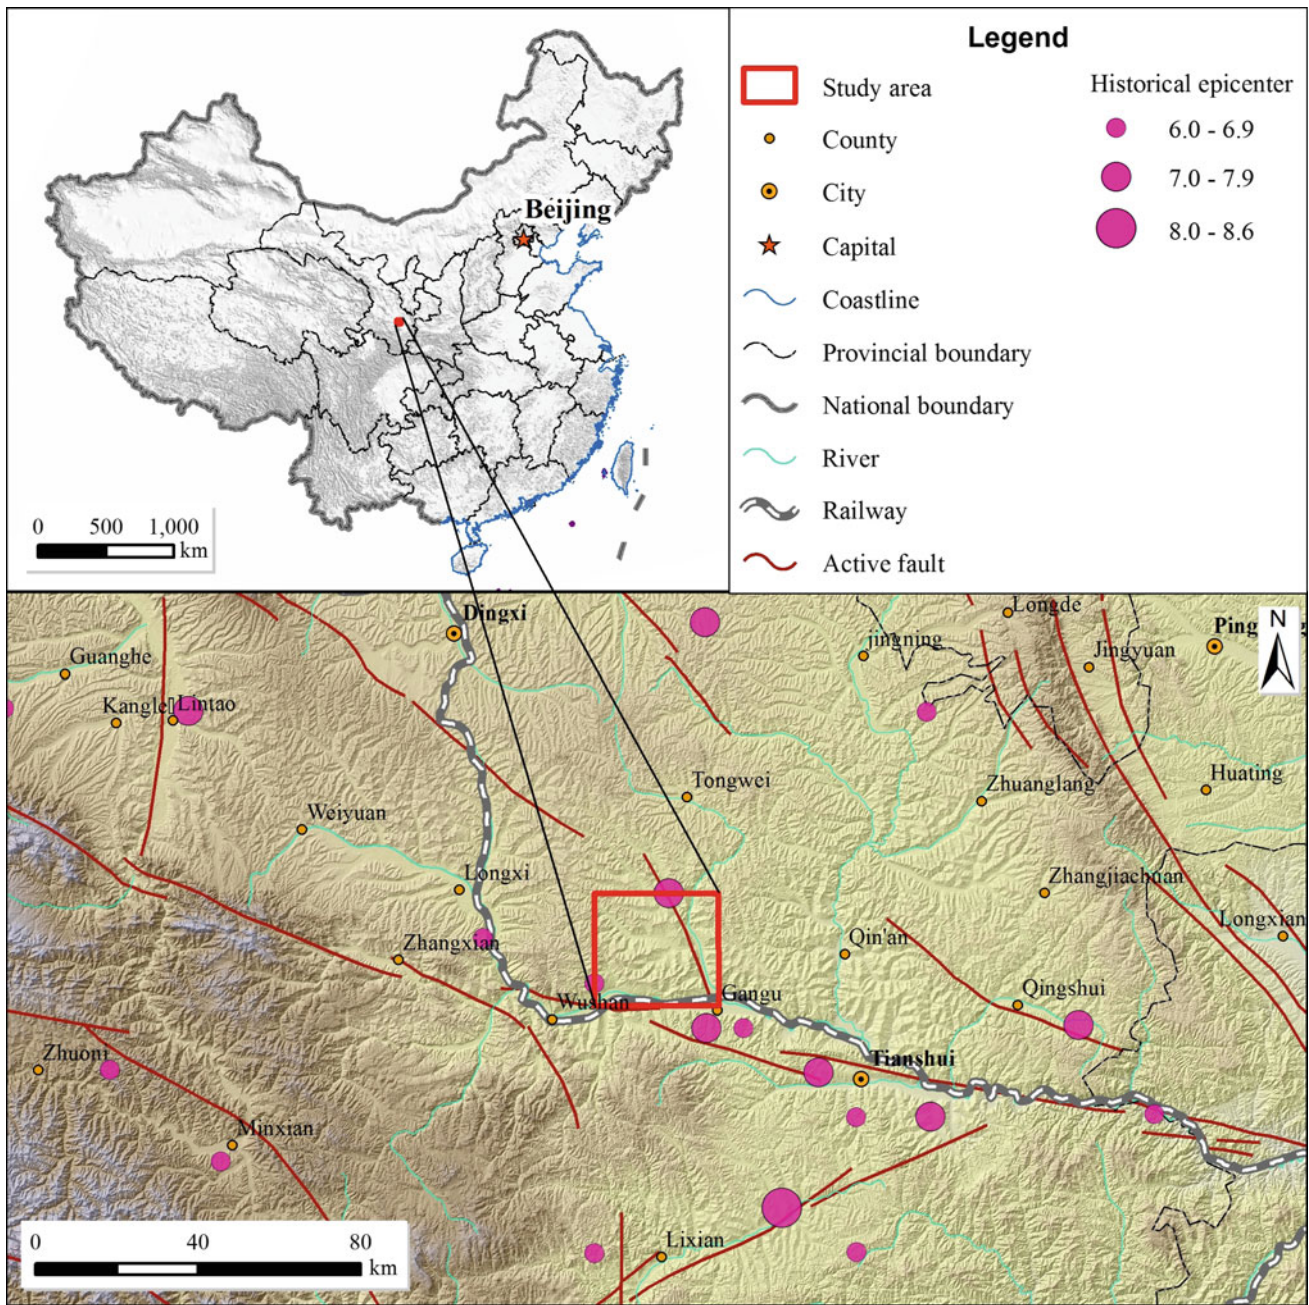 Beijing
0 500 1,000
km
Legend
Study area
County
City
Capital
Coastline
Provincial boundary
National boundary
River
Railway
Active fault
Historical epicenter
6.0 - 6.9
7.0 - 7.9
8.0 - 8.6
N
Dingxi
Longde
Guanghe
jingning
Jingyuan
Ping
Kangle
Lintao
Tongwei
Zhuanglang
Huating
Weiyuan
Longxi
Zhangjiachuan
Longxian
Zhangxian
Qin'an
Wushan
Gangu
Qingshui
Zhuoni
Tianshui
Minxian
Lixian
0 40 80
km